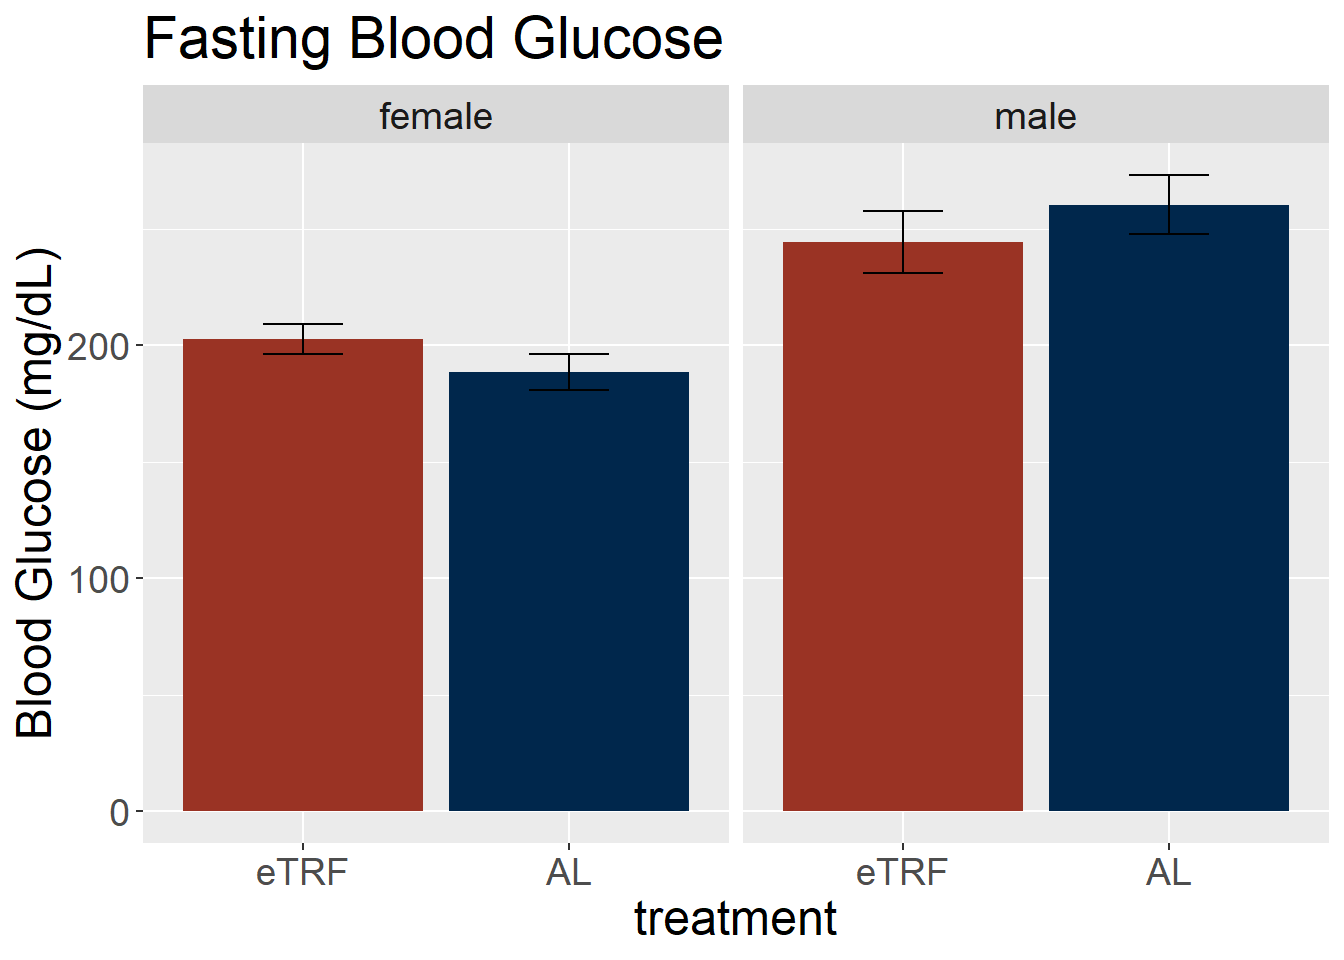 Fasting Blood Glucose
female
male
Blood Glucose (mg/dL)
200
100
0
eTRF
AL
eTRF
AL
treatment